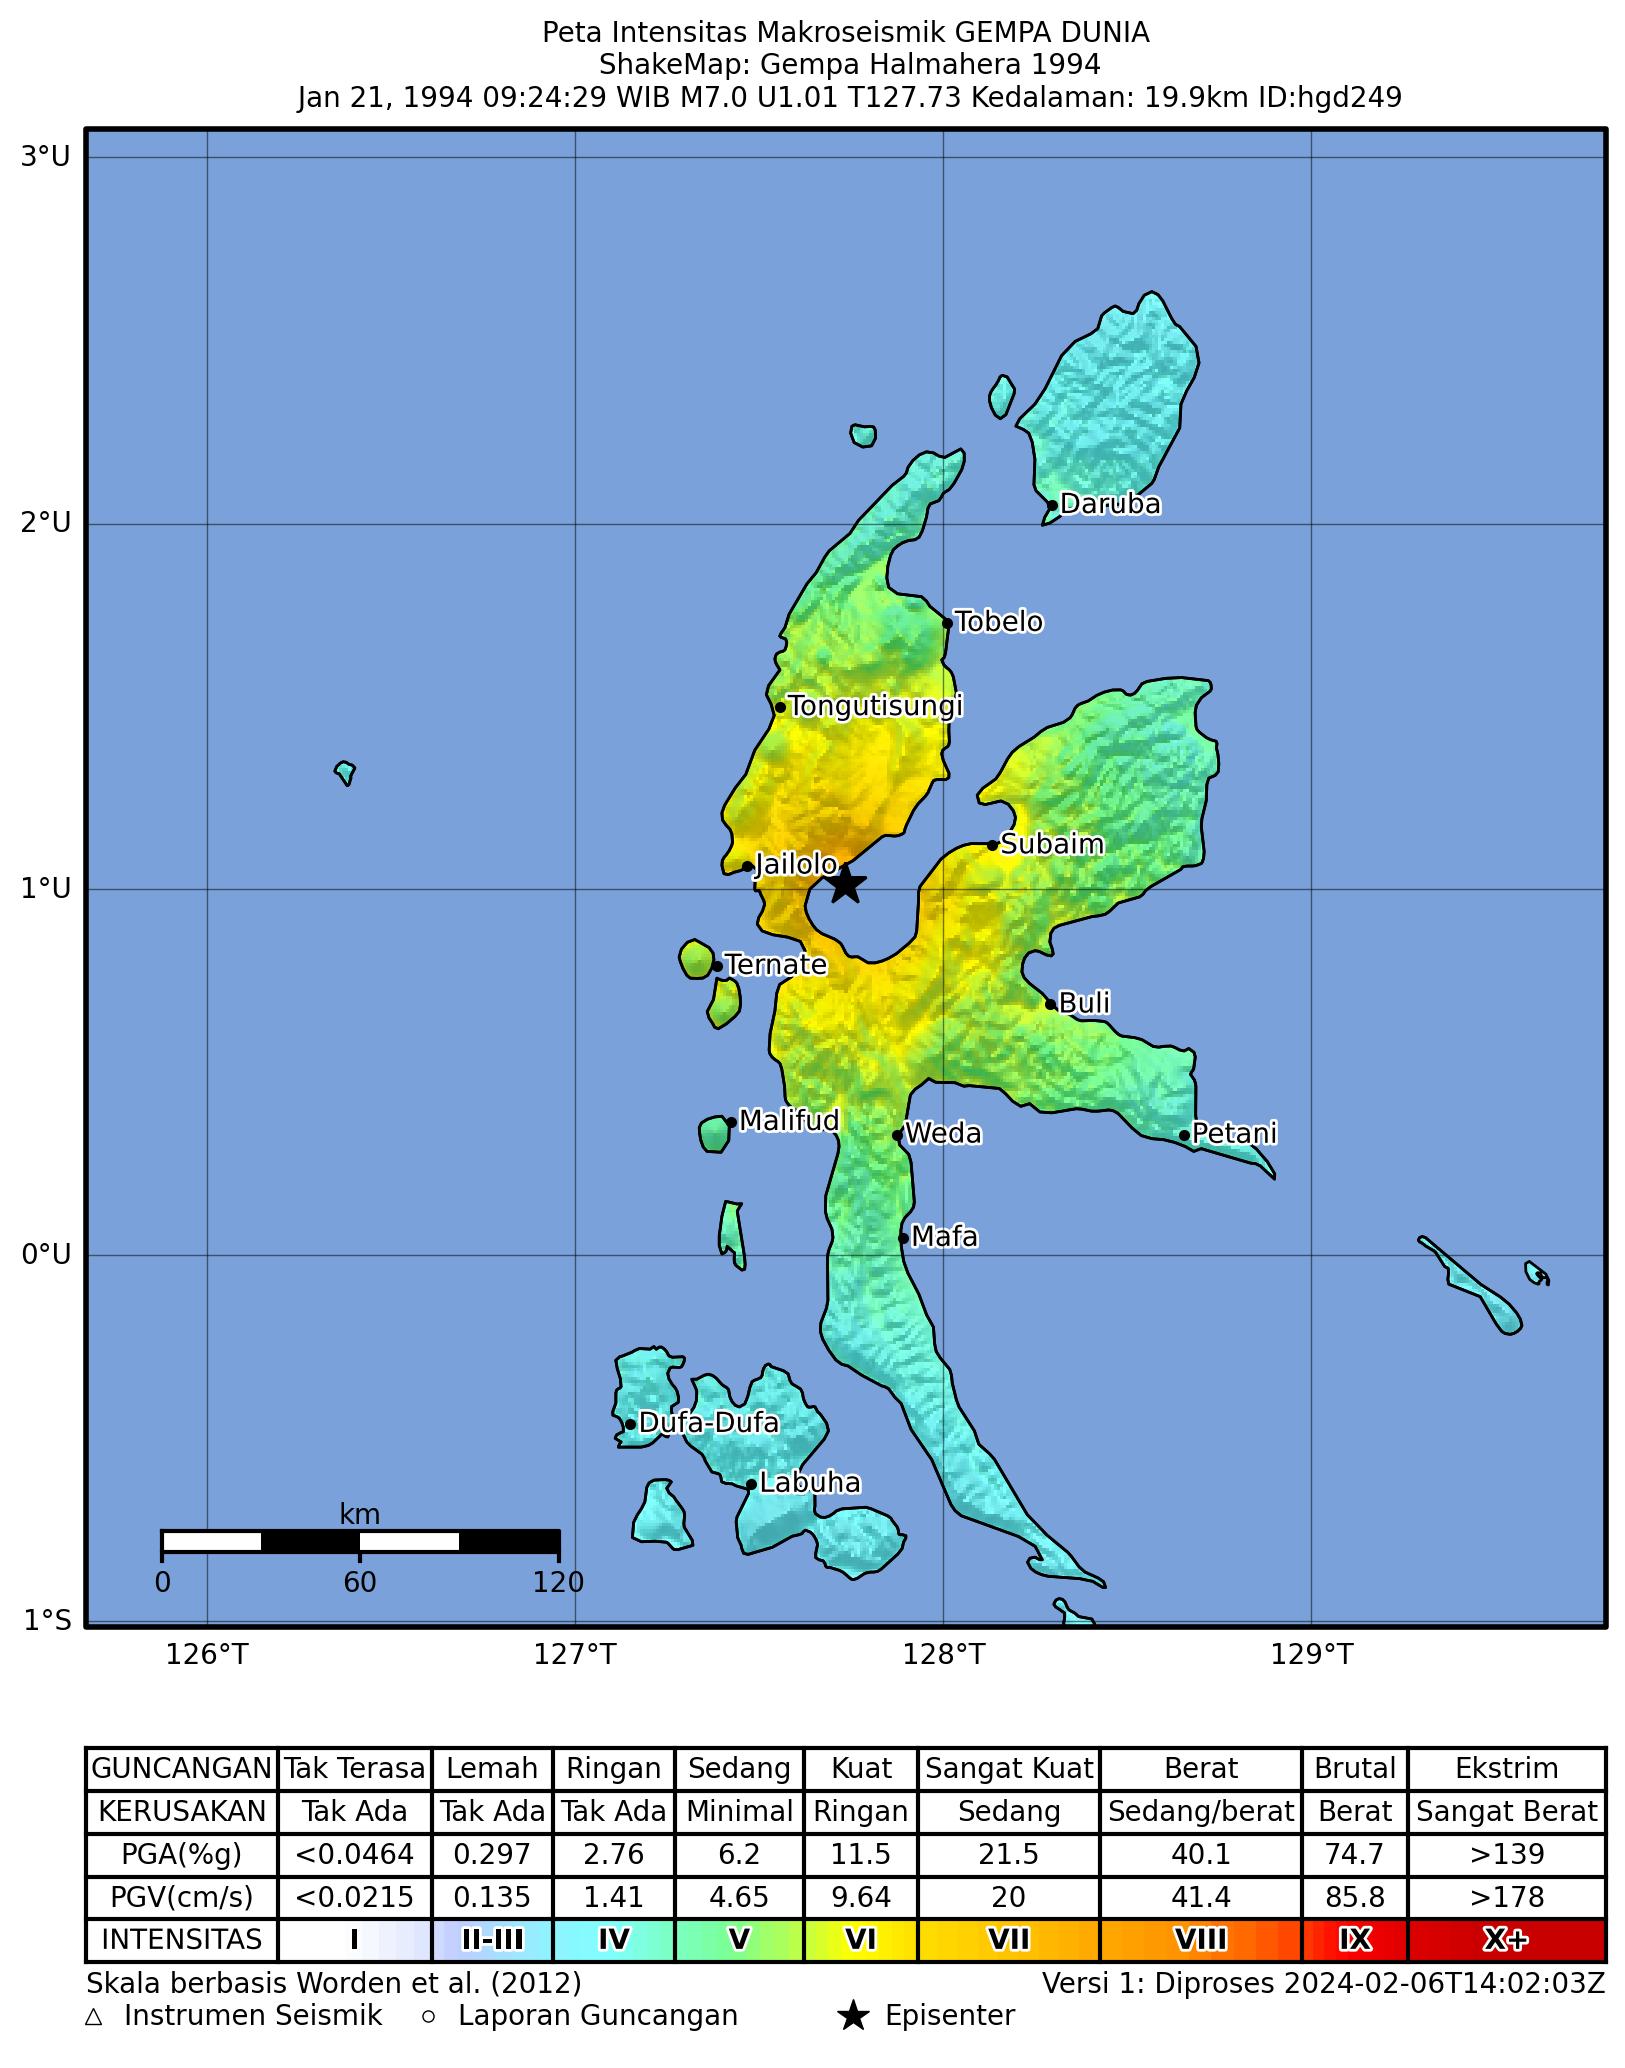 Peta Intensitas Makroseismik GEMPA DUNIA
ShakeMap: Gempa Halmahera 1994
Jan 21, 1994 09:24:29 WIB M7.0 U1.01 T127.73 Kedalaman: 19.9km ID:hgd249
3°U
2°U
Daruba
Tobelo
Tongutisungi
Subaim
Jailolo
1°U
Ternate
Buli
Malifud
Weda
Petani
Mafa
0°U
Dufa-Dufa
Labuha
km
0 60 120
1°S
126°T 127°T 128°T 129°T
GUNCANGAN Tak Terasa Lemah Ringan Sedang Kuat Sangat Kuat Berat Brutal Ekstrim
KERUSAKAN Tak Ada Tak Ada Tak Ada Minimal Ringan Sedang Sedang/berat Berat Sangat Berat
PGA(%g) <0.0464 0.297 2.76 6.2 11.5 21.5 40.1 74.7 >139
PGV(cm/s) <0.0215 0.135 1.41 4.65 9.64 20 41.4 85.8 >178
INTENSITAS I II-III IV V VI VII VIII IX X+
Skala berbasis Worden et al. (2012) Versi 1: Diproses 2024-02-06T14:02:03Z
Instrumen Seismik Laporan Guncangan Episenter